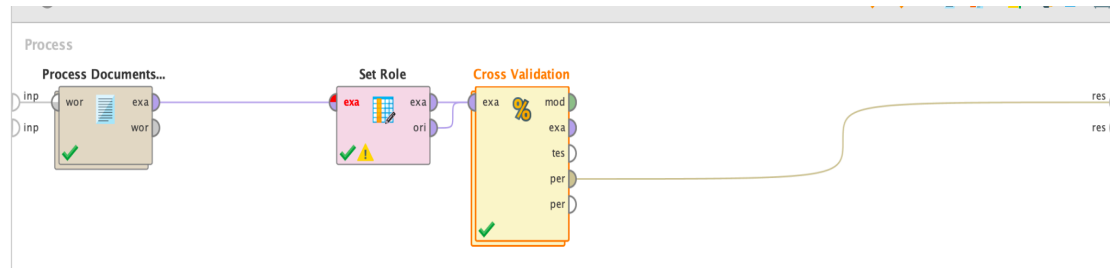 Process
Process Documents...
Set Role
Cross Validation
inp
wor
exa
exa
exa
exa
mod
res
inp
wor
ori
exa
res
tes
per
per